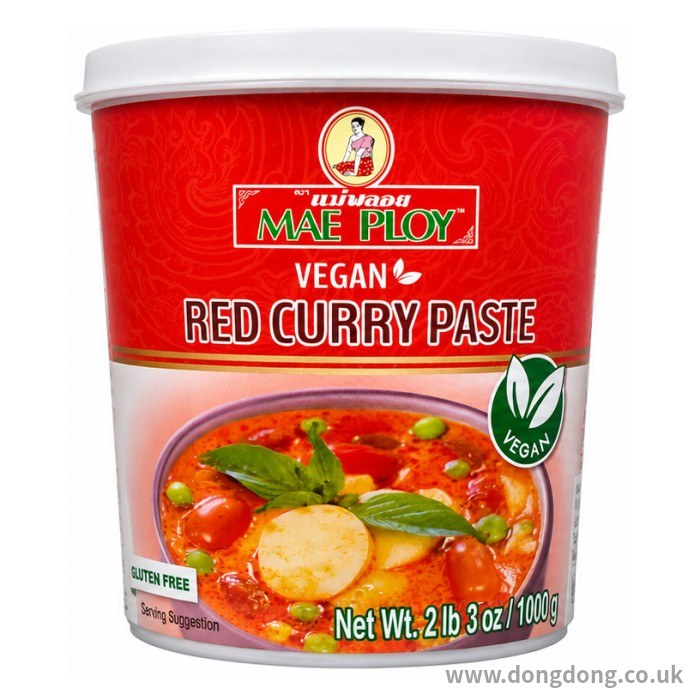 ตรา แม่พลอย
MAE PLOY™
VEGAN
RED CURRY PASTE
VEGAN
GLUTEN FREE
Serving Suggestion
Net Wt. 2 lb 3 oz / 1000 g
www.dongdong.co.uk